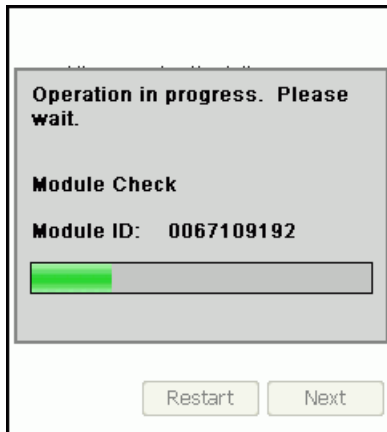 Operation in progress. Please
wait.
Module Check
Module ID: 0067109192
Restart Next